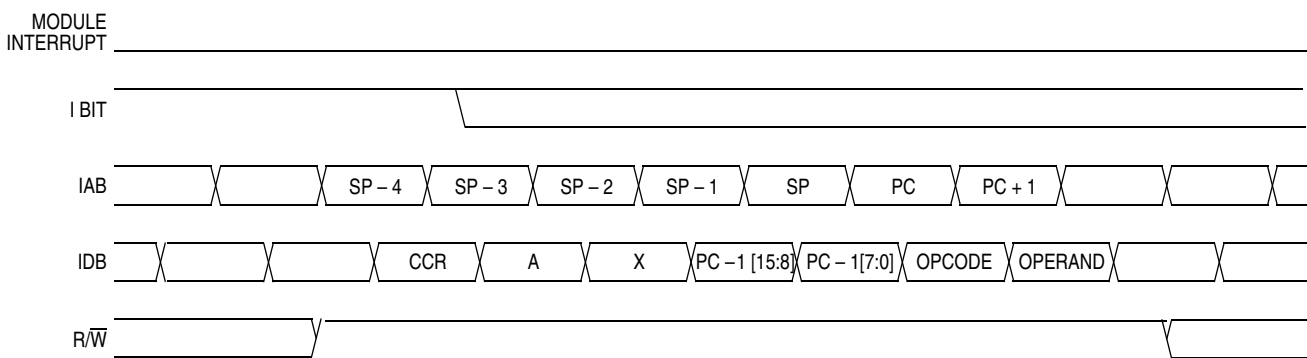 MODULE
INTERRUPT
I BIT
IAB SP – 4 SP – 3 SP – 2 SP – 1 SP PC PC + 1
IDB CCR A X PC –1 [15:8] PC – 1[7:0] OPCODE OPERAND
R/W̅